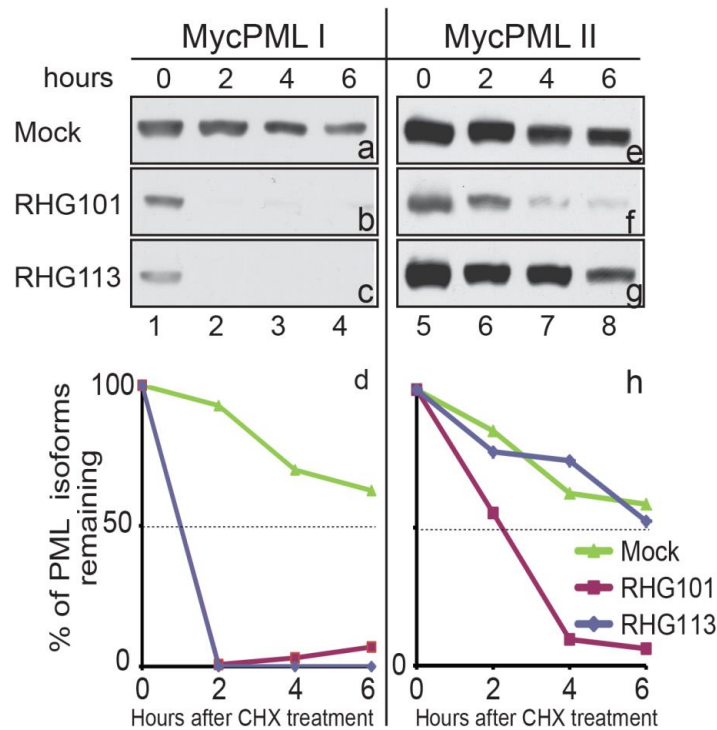 MycPML I MycPML II
hours 0 2 4 6 0 2 4 6
Mock a e
RHG101 b f
RHG113 c g
1 2 3 4 5 6 7 8
d h
% of PML isoforms
remaining
100
50
0 0
Mock
RHG101
RHG113
0 2 4 6 0 2 4 6
Hours after CHX treatment Hours after CHX treatment